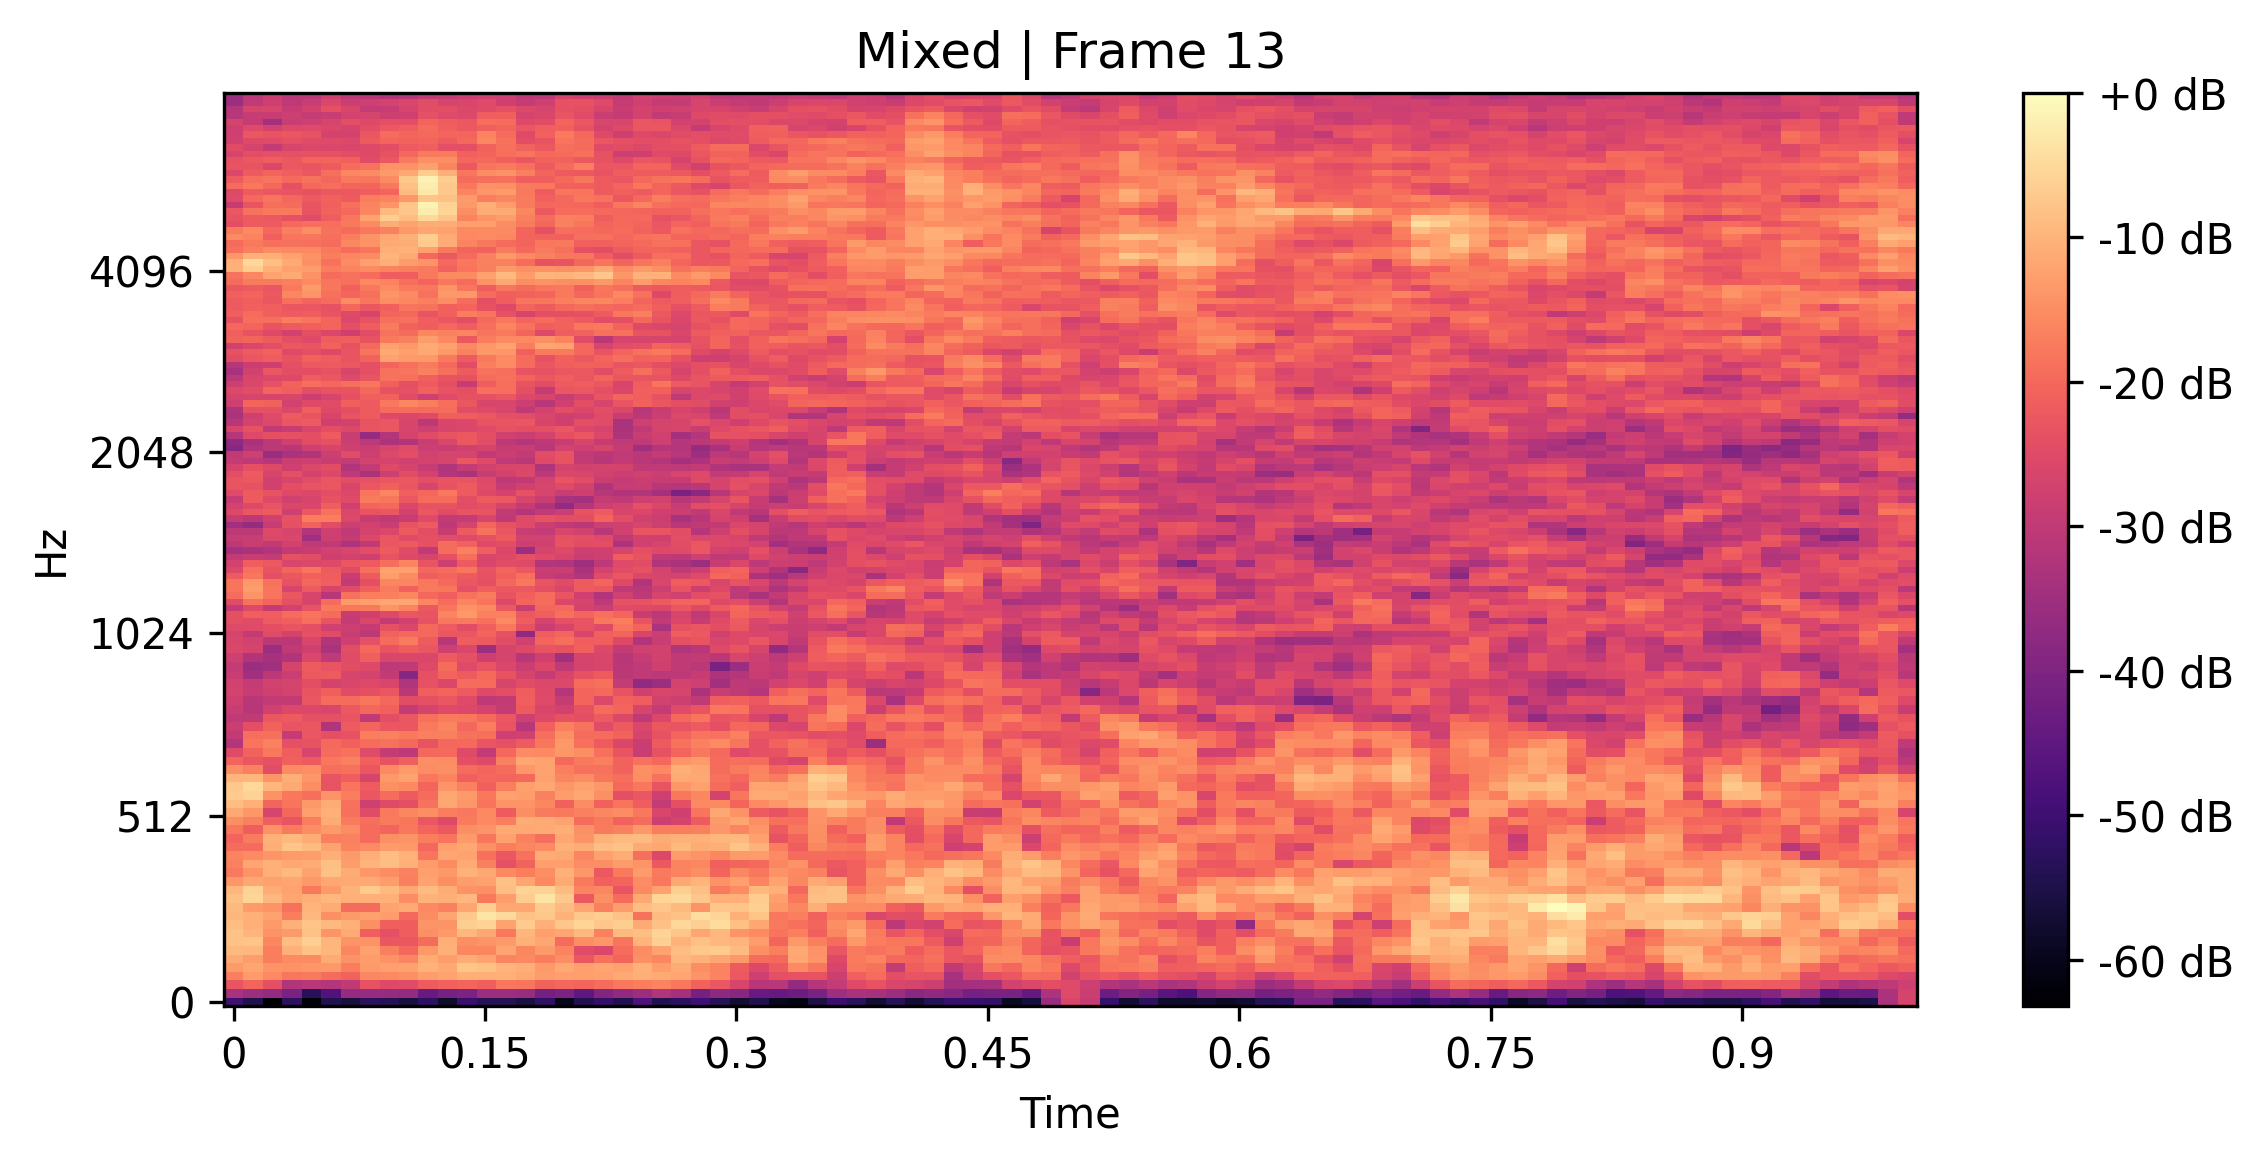 Mixed | Frame 13
+0 dB
-10 dB
-20 dB
-30 dB
-40 dB
-50 dB
-60 dB
Hz
4096
2048
1024
512
0
0 0.15 0.3 0.45 0.6 0.75 0.9
Time